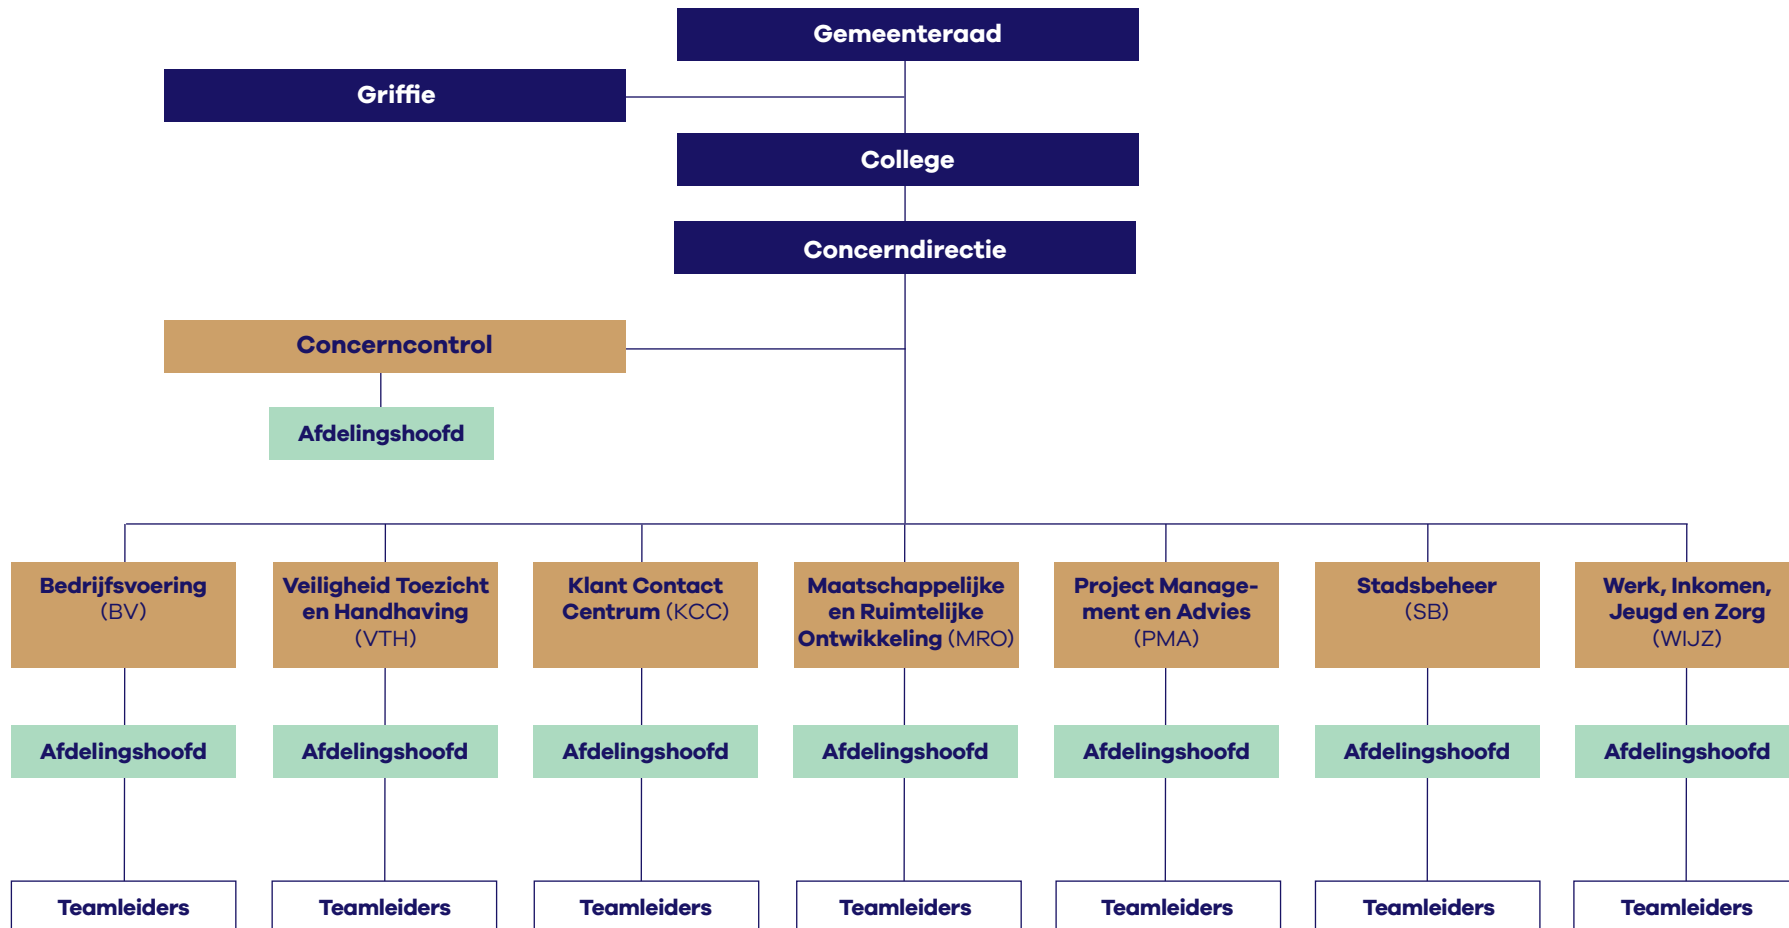 Gemeenteraad
Griffie
College
Concerndirectie
Concerncontrol
Afdelingshoofd
Bedrijfsvoering
(BV)
Veiligheid Toezicht
en Handhaving
(VTH)
Klant Contact
Centrum (KCC)
Maatschappelijke
en Ruimtelijke
Ontwikkeling (MRO)
Project Manage-
ment en Advies
(PMA)
Stadsbeheer
(SB)
Werk, Inkomen,
Jeugd en Zorg
(WIJZ)
Afdelingshoofd
Afdelingshoofd
Afdelingshoofd
Afdelingshoofd
Afdelingshoofd
Afdelingshoofd
Afdelingshoofd
Teamleiders
Teamleiders
Teamleiders
Teamleiders
Teamleiders
Teamleiders
Teamleiders